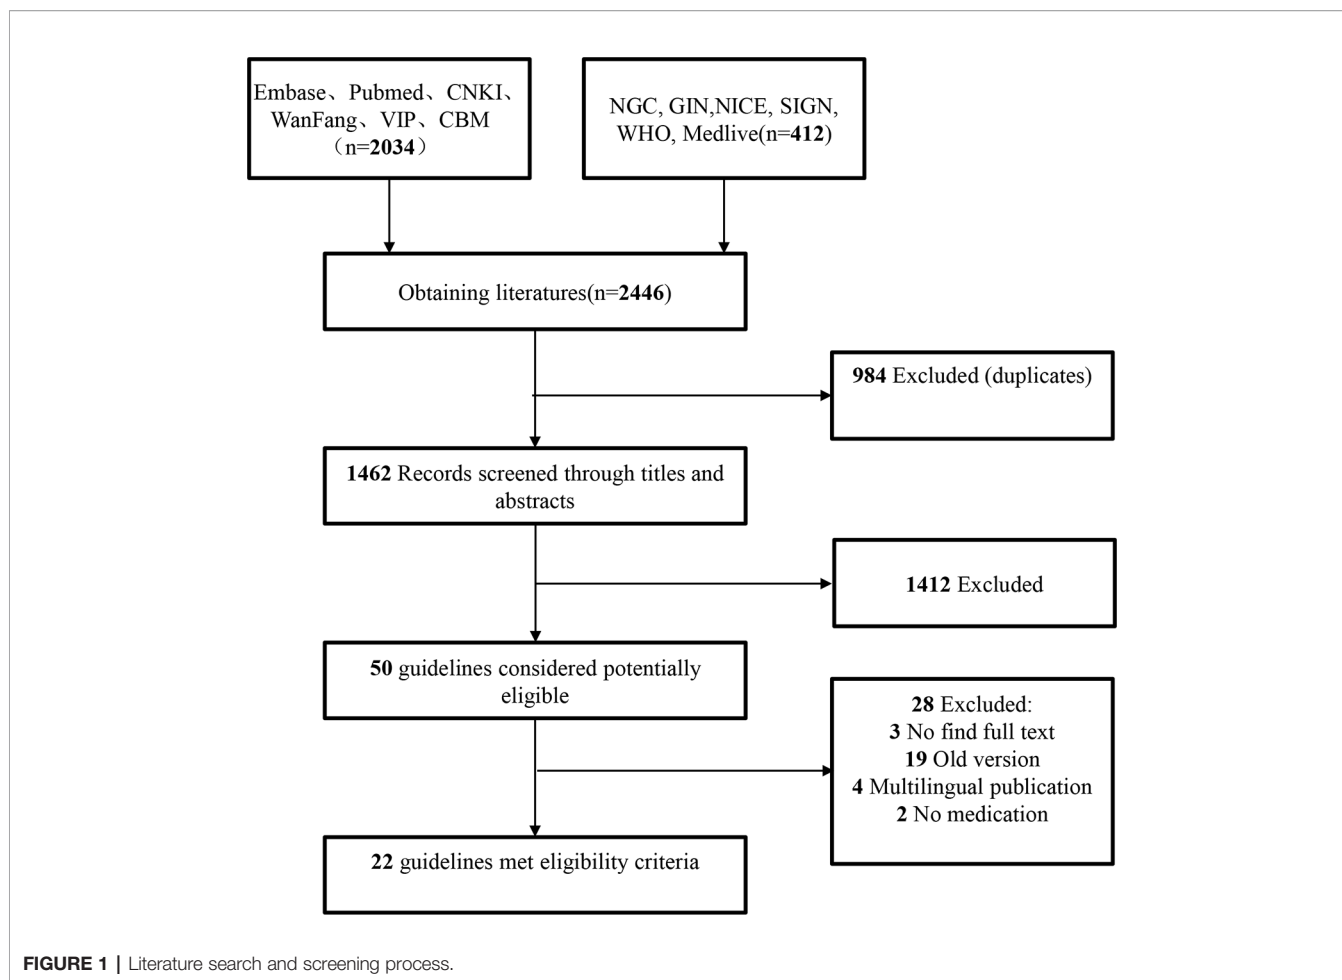 Embase、Pubmed、CNKI、
WanFang、VIP、CBM
（n=2034）
NGC, GIN,NICE, SIGN,
WHO, Medlive(n=412)
Obtaining literatures(n=2446)
984 Excluded (duplicates)
1462 Records screened through titles and
abstracts
1412 Excluded
50 guidelines considered potentially
eligible
28 Excluded:
3 No find full text
19 Old version
4 Multilingual publication
2 No medication
22 guidelines met eligibility criteria
FIGURE 1 | Literature search and screening process.